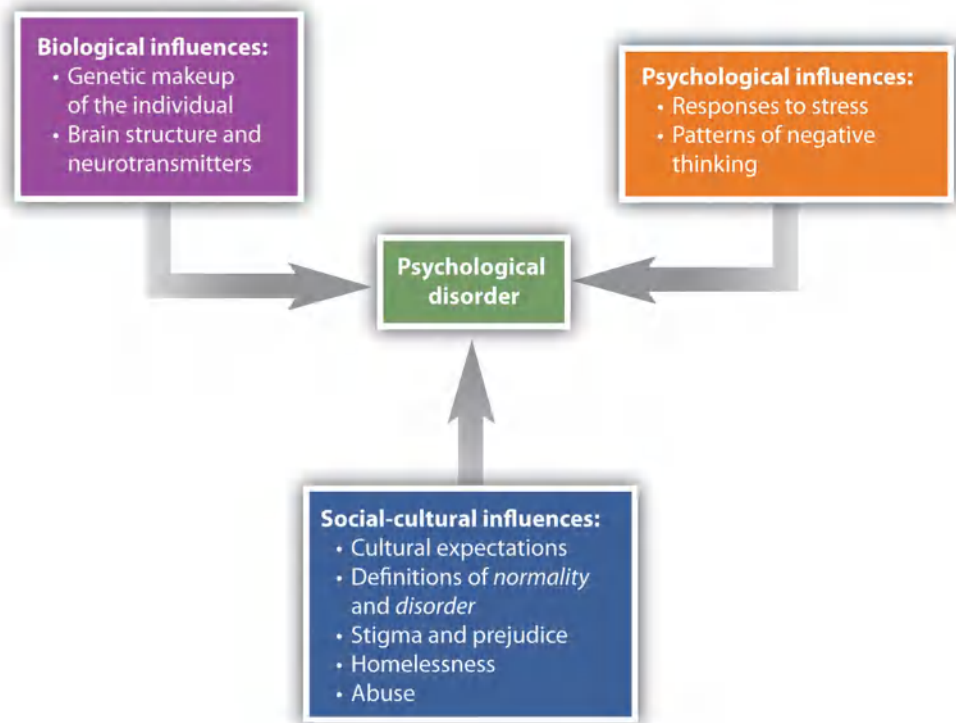 Biological influences:
• Genetic makeup
of the individual
• Brain structure and
neurotransmitters
Psychological influences:
• Responses to stress
• Patterns of negative
thinking
Psychological
disorder
Social-cultural influences:
• Cultural expectations
• Definitions of normality
and disorder
• Stigma and prejudice
• Homelessness
• Abuse